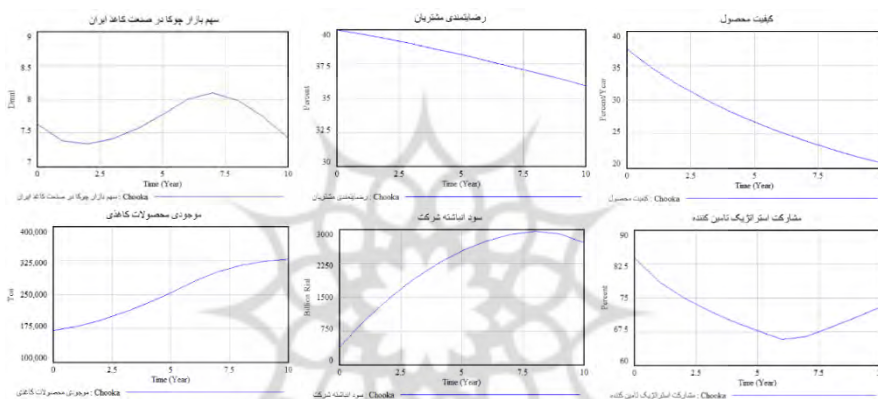 سهم بازار چوکا در صنعت کاغذ ایران
9
8.5
8
7.5
7
Dmnl
0 2.5 5 7.5 10
Time (Year)
سهم بازار چوکا در صنعت کاغذ ایران : Chooka
رضایتمندی مشتریان
40
37.5
35
32.5
30
Percent
0 2.5 5 7.5 10
Time (Year)
رضایتمندی مشتریان : Chooka
کیفیت محصول
40
35
30
25
20
Percent/Year
0 2.5 5 7.5 10
Time (Year)
کیفیت محصول : Chooka
موجودی محصولات کاغذی
400,000
325,000
250,000
175,000
100,000
Ton
0 2.5 5 7.5 10
Time (Year)
موجودی محصولات کاغذی : Chooka
سود انباشته شرکت
3000
2250
1500
750
0
Billion Rial
0 2.5 5 7.5 10
Time (Year)
سود انباشته شرکت : Chooka
مشارکت استراتژیک تامین کننده
90
82.5
75
67.5
60
Percent
0 2.5 5 7.5 10
Time (Year)
مشارکت استراتژیک تامین کننده : Chooka